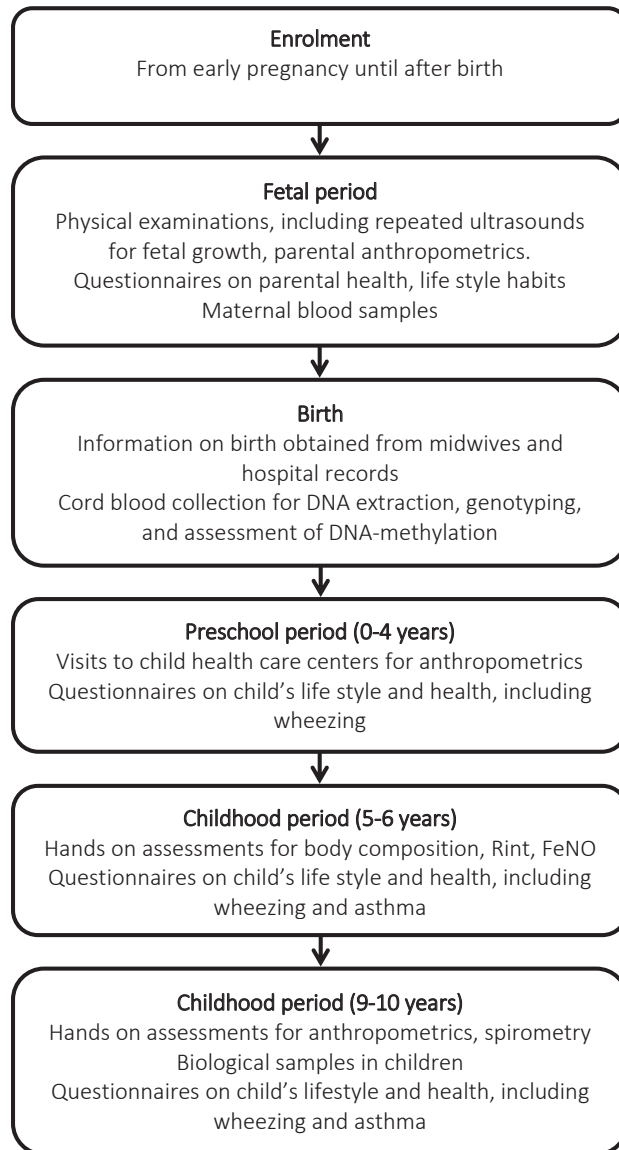 Enrolment
From early pregnancy until after birth
Fetal period
Physical examinations, including repeated ultrasounds
for fetal growth, parental anthropometrics.
Questionnaires on parental health, life style habits
Maternal blood samples
Birth
Information on birth obtained from midwives and
hospital records
Cord blood collection for DNA extraction, genotyping,
and assessment of DNA-methylation
Preschool period (0-4 years)
Visits to child health care centers for anthropometrics
Questionnaires on child's life style and health, including
wheezing
Childhood period (5-6 years)
Hands on assessments for body composition, Rint, FeNO
Questionnaires on child's life style and health, including
wheezing and asthma
Childhood period (9-10 years)
Hands on assessments for anthropometrics, spirometry
Biological samples in children
Questionnaires on child's lifestyle and health, including
wheezing and asthma